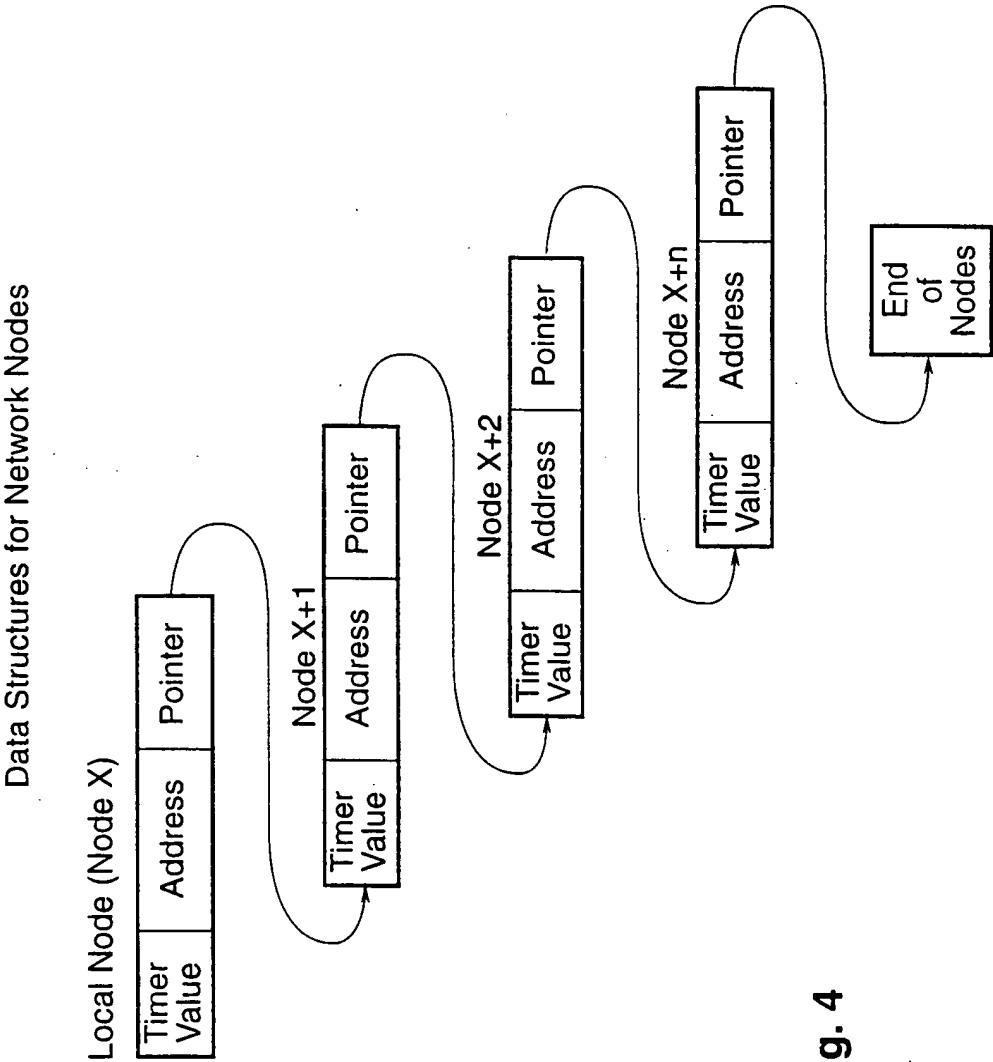 Data Structures for Network Nodes
Local Node (Node X)
Timer
Value
Address
Pointer
Node X+1
Timer
Value
Address
Pointer
Node X+2
Timer
Value
Address
Pointer
Node X+n
Timer
Value
Address
Pointer
End
of
Nodes
g. 4